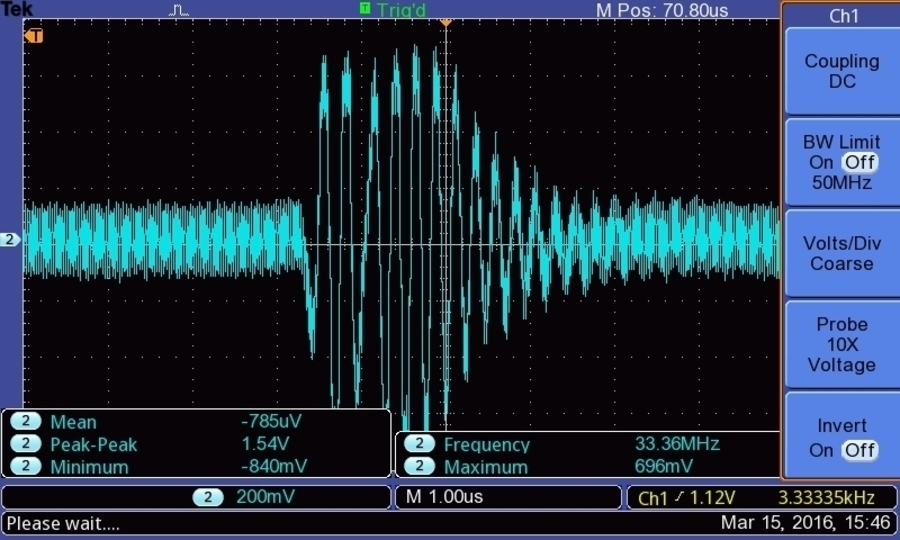 Tek
Trig'd
M Pos: 70.80us
Ch1
T
Coupling
DC
BW Limit
On Off
50MHz
2
Volts/Div
Coarse
Probe
10X
Voltage
Invert
On Off
2 Mean -785uV
2 Peak-Peak 1.54V
2 Minimum -840mV
2 Frequency 33.36MHz
2 Maximum 696mV
2 200mV
M 1.00us
Ch1 1.12V 3.33335kHz
Please wait....
Mar 15, 2016, 15:46